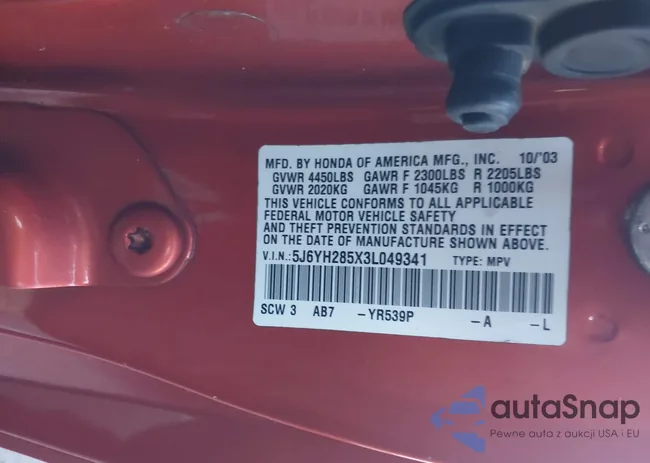 MFD. BY HONDA OF AMERICA MFG., INC. 10/'03
GVWR 4450LBS GAWR F 2300LBS R 2205LBS
GVWR 2020KG GAWR F 1045KG R 1000KG
THIS VEHICLE CONFORMS TO ALL APPLICABLE
FEDERAL MOTOR VEHICLE SAFETY
AND THEFT PREVENTION STANDARDS IN EFFECT
ON THE DATE OF MANUFACTURE SHOWN ABOVE.
V.I.N.: 5J6YH285X3L049341 TYPE: MPV
SCW 3 AB7 -YR539P -A -L
autaSnap
Pewne auta z aukcji USA i EU